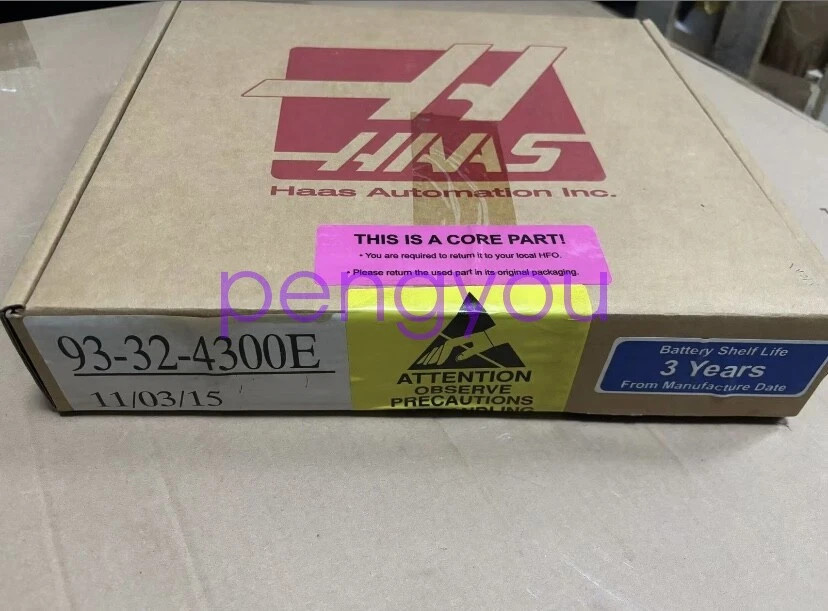 HAAS
Haas Automation Inc.
THIS IS A CORE PART!
• You are required to return it to your local HFO.
• Please return the used part in its original packaging.
pengyou
93-32-4300E
11/03/15
ATTENTION
OBSERVE
PRECAUTIONS
HANDLING
Battery Shelf Life
3 Years
From Manufacture Date